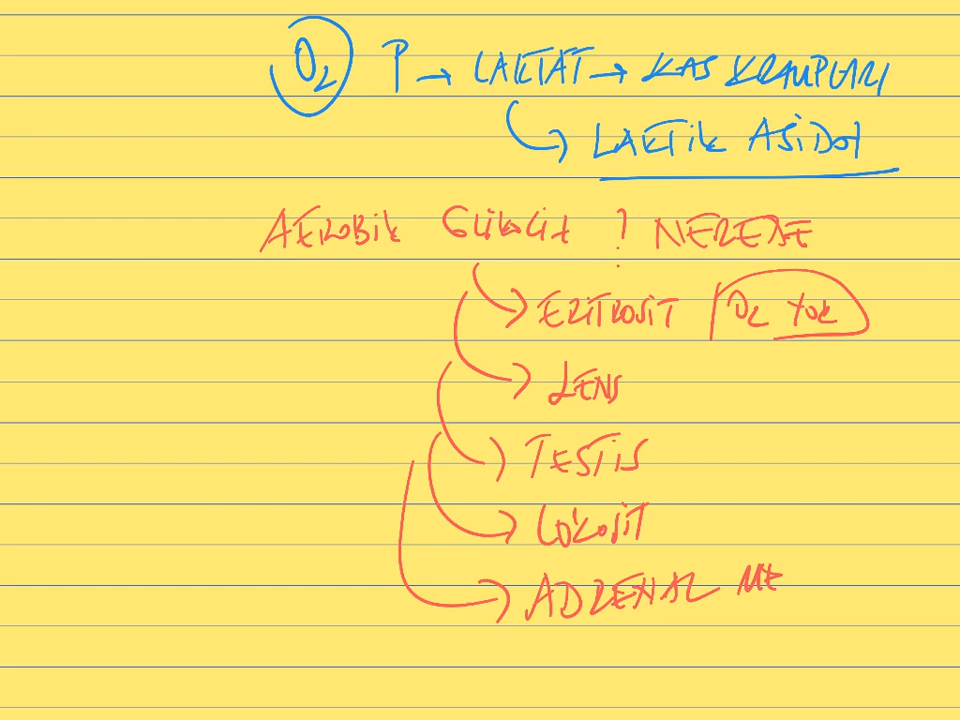 O₂ P → LAKTAT → KAS KRAMPLARI
→ LAKTİK ASİDOZ
AEROBİK GLİKOLİZ ? NEREDE
→ ERİTROSİT O₂ YOK
→ LENS
→ TESTİS
→ LÖKOSİT
→ ADRENAL ME